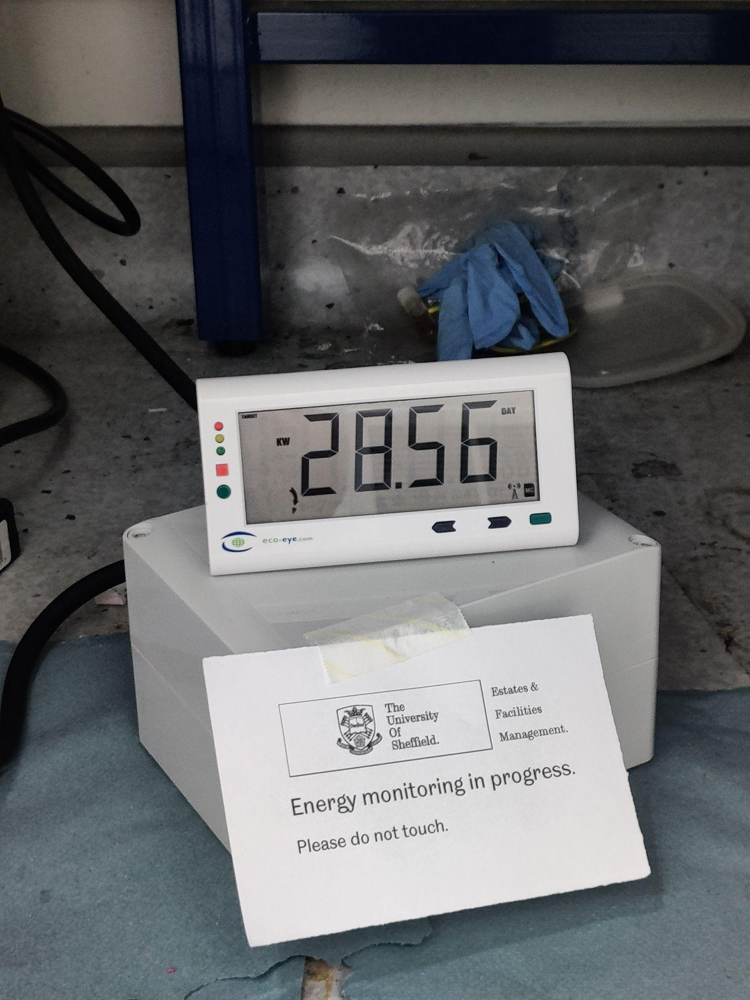 TARGET
KW
28.56
DAY
P
MC
eco-eye.com
The
University
Of
Sheffield.
Estates &
Facilities
Management.
Energy monitoring in progress.
Please do not touch.